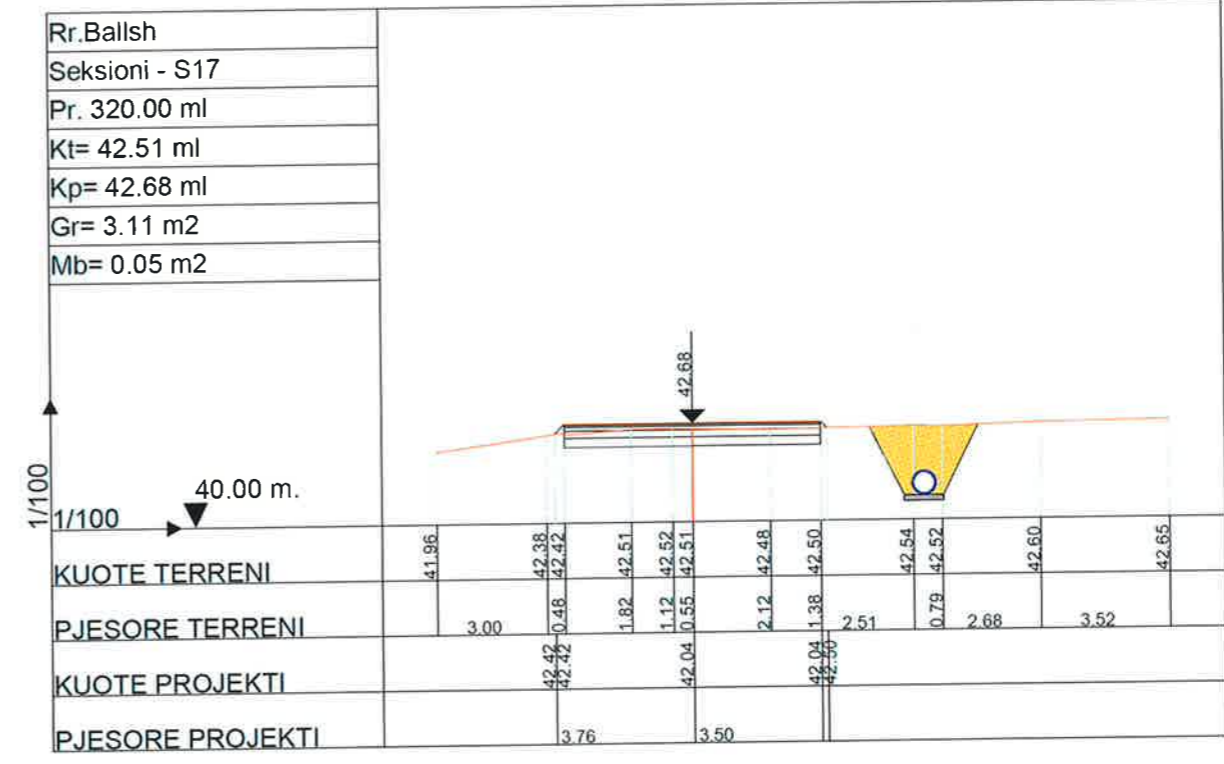 Rr.Ballsh
Seksioni - S17
Pr. 320.00 ml
Kt= 42.51 ml
Kp= 42.68 ml
Gr= 3.11 m2
Mb= 0.05 m2
42.68
1/100
40.00 m.
1/100
KUOTE TERRENI 41.96 42.38 42.42 42.51 42.52 42.51 42.48 42.50 42.54 42.52 42.60 42.65
PJESORE TERRENI 3.00 0.48 1.82 1.12 0.55 2.12 1.38 2.51 0.79 2.68 3.52
KUOTE PROJEKTI 42.42 42.42 42.04 42.04 42.50
PJESORE PROJEKTI 3.76 3.50